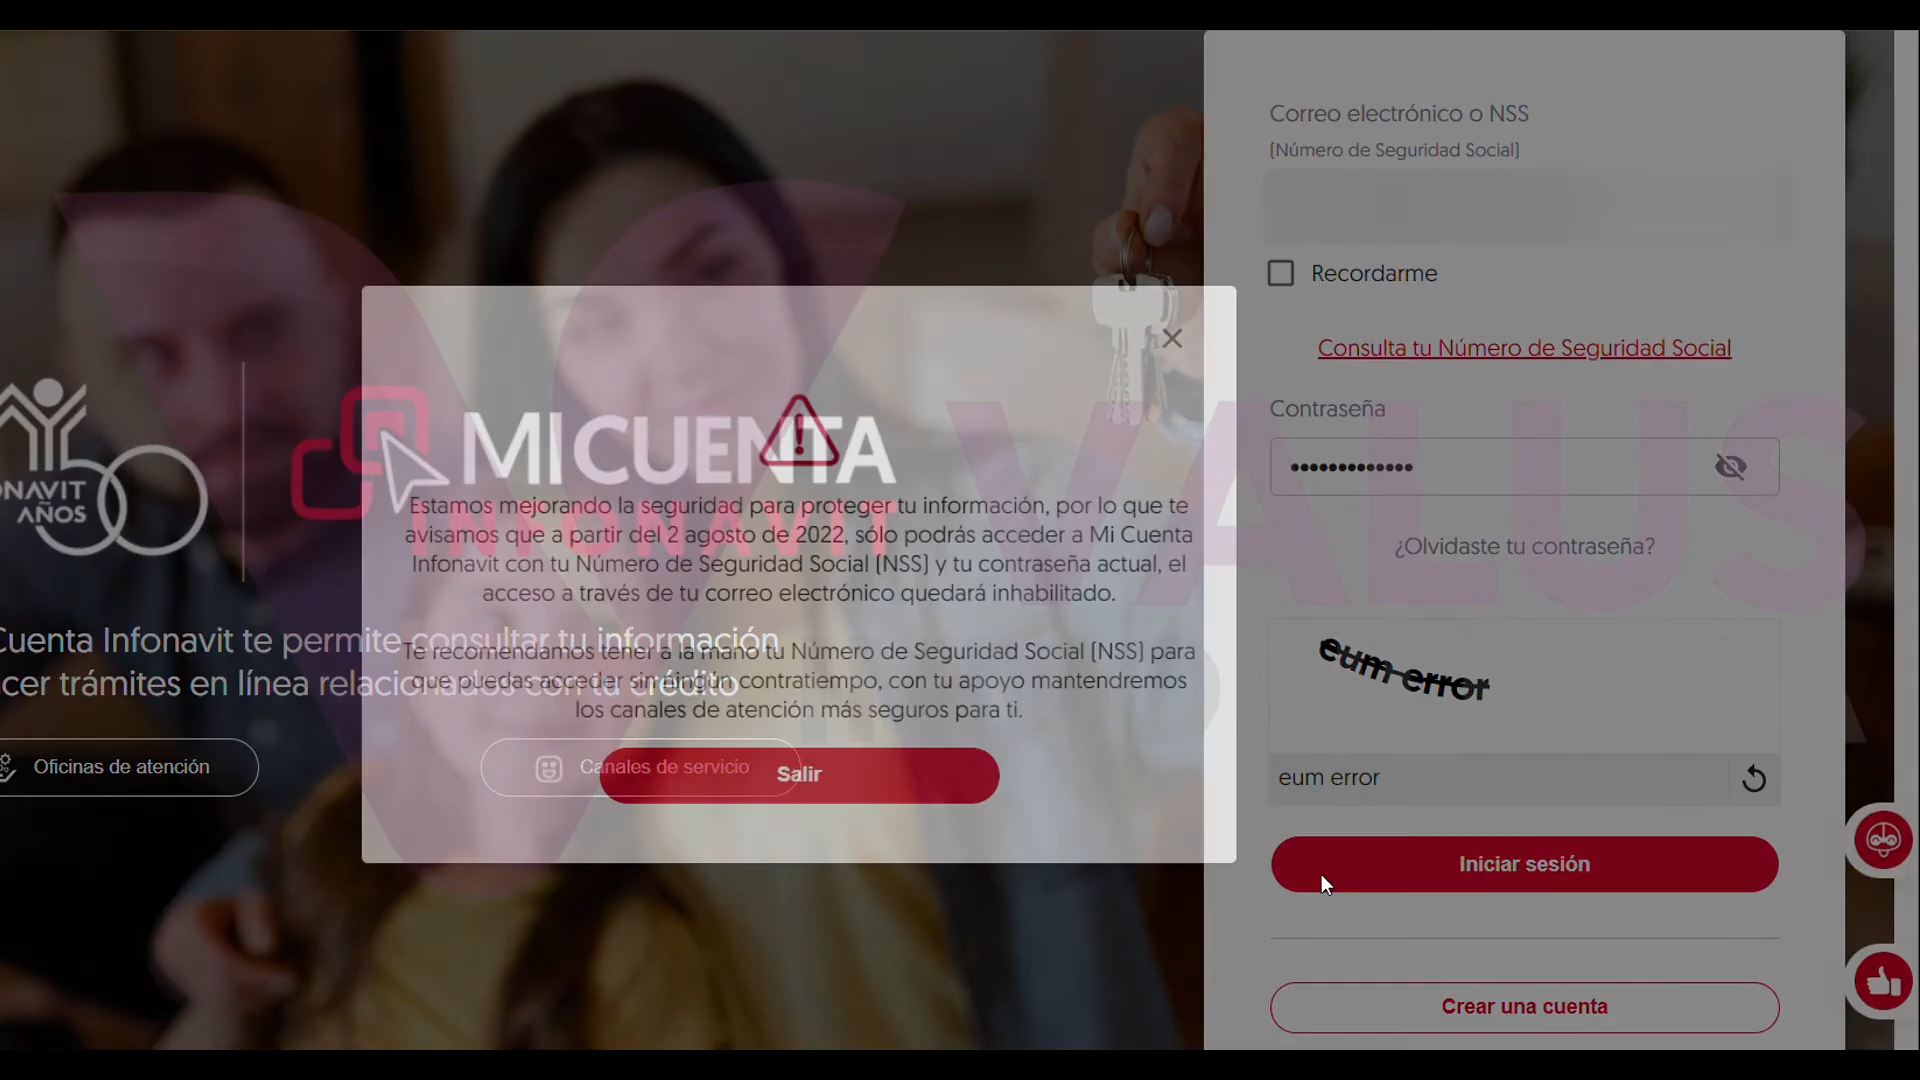 Correo electrónico o NSS
(Número de Seguridad Social)
Recordarme
Consulta tu Número de Seguridad Social
Contraseña
¿Olvidaste tu contraseña?
eum error
eum error
Iniciar sesión
Crear una cuenta
NAVIT
AÑOS
MI CUENTA
INFONAVIT
Cuenta Infonavit te permite consultar tu información
cer trámites en línea relacionados con tu crédito
Oficinas de atención
Canales de servicio
Estamos mejorando la seguridad para proteger tu información, por lo que te
avisamos que a partir del 2 agosto de 2022, sólo podrás acceder a Mi Cuenta
Infonavit con tu Número de Seguridad Social (NSS) y tu contraseña actual, el
acceso a través de tu correo electrónico quedará inhabilitado.
Te recomendamos tener a la mano tu Número de Seguridad Social (NSS) para
que puedas acceder sin ningún contratiempo, con tu apoyo mantendremos
los canales de atención más seguros para ti.
Salir
VALUS